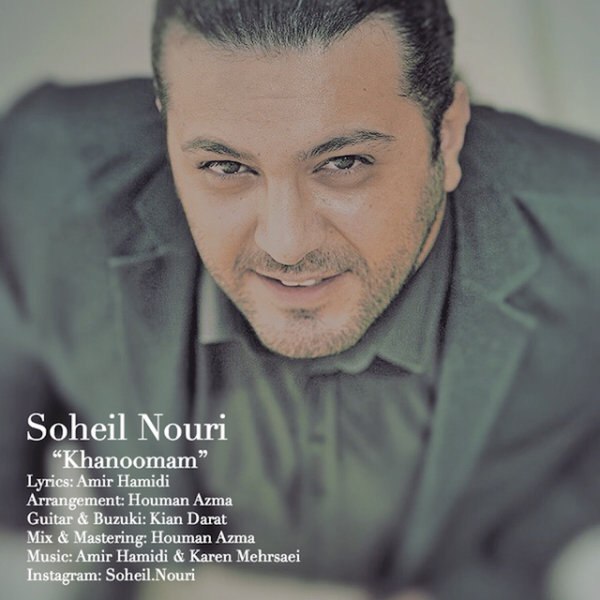 Soheil Nouri
“Khanoomam”
Lyrics: Amir Hamidi
Arrangement: Houman Azma
Guitar & Buzuki: Kian Darat
Mix & Mastering: Houman Azma
Music: Amir Hamidi & Karen Mehrsaei
Instagram: Soheil.Nouri